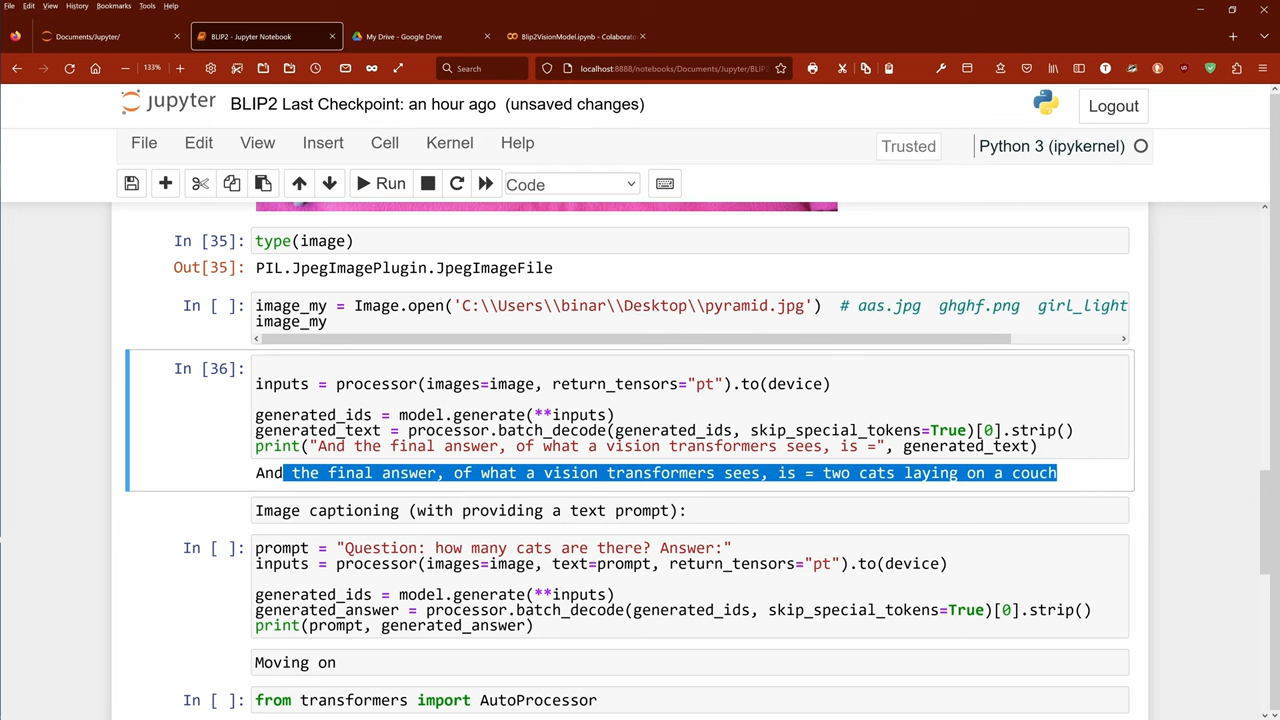 File Edit View History Bookmarks Tools Help
Documents/Jupyter/
BLIP2 - Jupyter Notebook
My Drive - Google Drive
Blip2VisionModel.ipynb - Colaborato
133%
Search
localhost:8888/notebooks/Documents/Jupyter/BLIP
jupyter BLIP2 Last Checkpoint: an hour ago (unsaved changes)
Logout
File Edit View Insert Cell Kernel Help
Trusted
Python 3 (ipykernel)
Run
Code
In [35]: type(image)
Out[35]: PIL.JpegImagePlugin.JpegImageFile
In [ ]: image_my = Image.open('C:\\Users\\binar\\Desktop\\pyramid.jpg') # aas.jpg ghghf.png girl_light
image_my
In [36]:
inputs = processor(images=image, return_tensors="pt").to(device)
generated_ids = model.generate(**inputs)
generated_text = processor.batch_decode(generated_ids, skip_special_tokens=True)[0].strip()
print("And the final answer, of what a vision transformers sees, is =", generated_text)
And the final answer, of what a vision transformers sees, is = two cats laying on a couch
Image captioning (with providing a text prompt):
In [ ]: prompt = "Question: how many cats are there? Answer:"
inputs = processor(images=image, text=prompt, return_tensors="pt").to(device)
generated_ids = model.generate(**inputs)
generated_answer = processor.batch_decode(generated_ids, skip_special_tokens=True)[0].strip()
print(prompt, generated_answer)
Moving on
In [ ]: from transformers import AutoProcessor